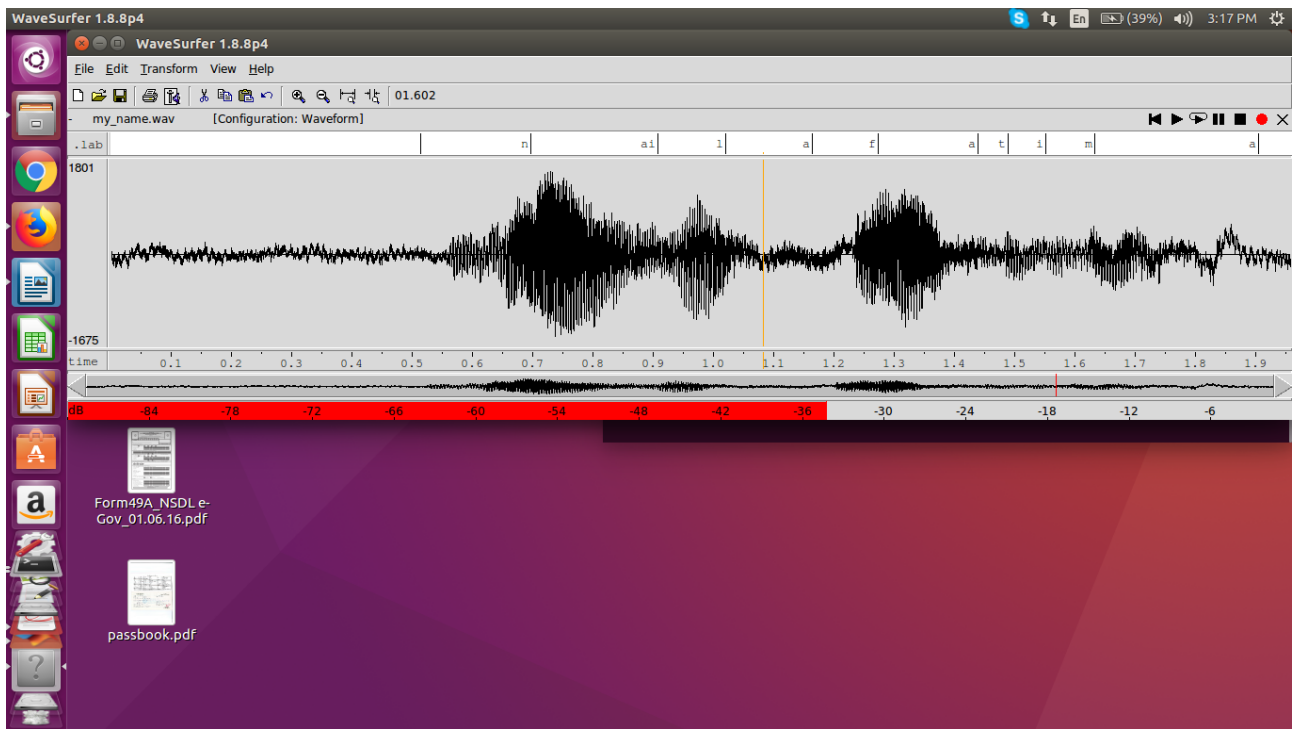 WaveSurfer 1.8.8p4
S En (39%) 3:17 PM
WaveSurfer 1.8.8p4
File Edit Transform View Help
01.602
- my_name.wav [Configuration: Waveform]
.lab n ai l a f a t i m a
1801
-1675
time 0.1 0.2 0.3 0.4 0.5 0.6 0.7 0.8 0.9 1.0 1.1 1.2 1.3 1.4 1.5 1.6 1.7 1.8 1.9
dB -84 -78 -72 -66 -60 -54 -48 -42 -36 -30 -24 -18 -12 -6
Form49A_NSDL e-
Gov_01.06.16.pdf
a
passbook.pdf
?